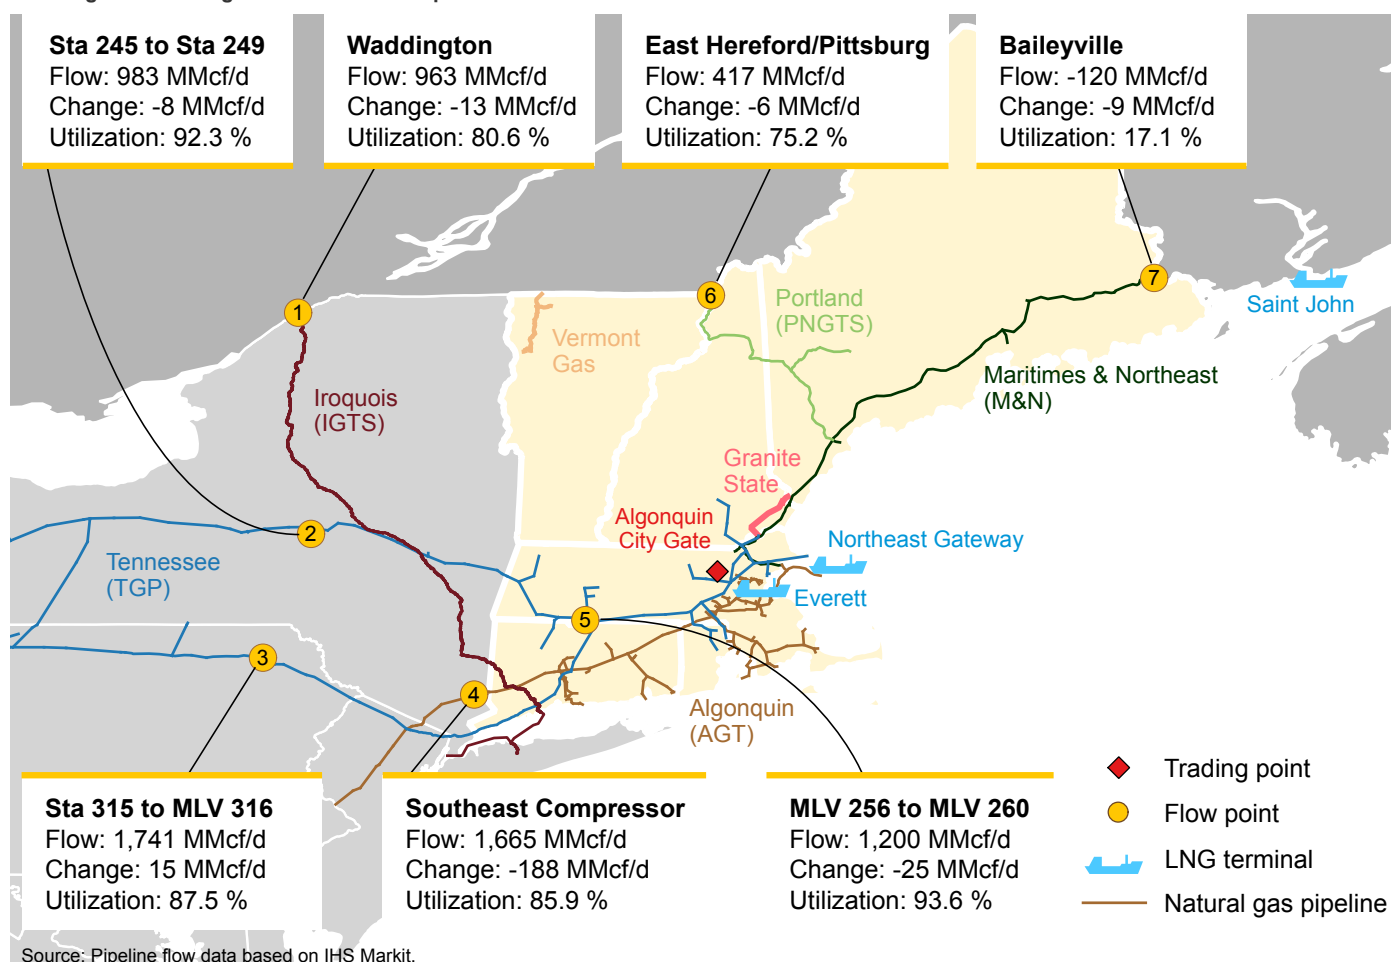 Sta 245 to Sta 249
Flow: 983 MMcf/d
Change: -8 MMcf/d
Utilization: 92.3 %
Waddington
Flow: 963 MMcf/d
Change: -13 MMcf/d
Utilization: 80.6 %
East Hereford/Pittsburg
Flow: 417 MMcf/d
Change: -6 MMcf/d
Utilization: 75.2 %
Baileyville
Flow: -120 MMcf/d
Change: -9 MMcf/d
Utilization: 17.1 %
7
6
1
Saint John
Portland
(PNGTS)
Vermont
Gas
Maritimes & Northeast
(M&N)
Iroquois
(IGTS)
Granite
State
Algonquin
City Gate
2
Northeast Gateway
Tennessee
(TGP)
Everett
5
3
4
Algonquin
(AGT)
Sta 315 to MLV 316
Flow: 1,741 MMcf/d
Change: 15 MMcf/d
Utilization: 87.5 %
Southeast Compressor
Flow: 1,665 MMcf/d
Change: -188 MMcf/d
Utilization: 85.9 %
MLV 256 to MLV 260
Flow: 1,200 MMcf/d
Change: -25 MMcf/d
Utilization: 93.6 %
Trading point
Flow point
LNG terminal
Natural gas pipeline
Source: Pipeline flow data based on IHS Markit.